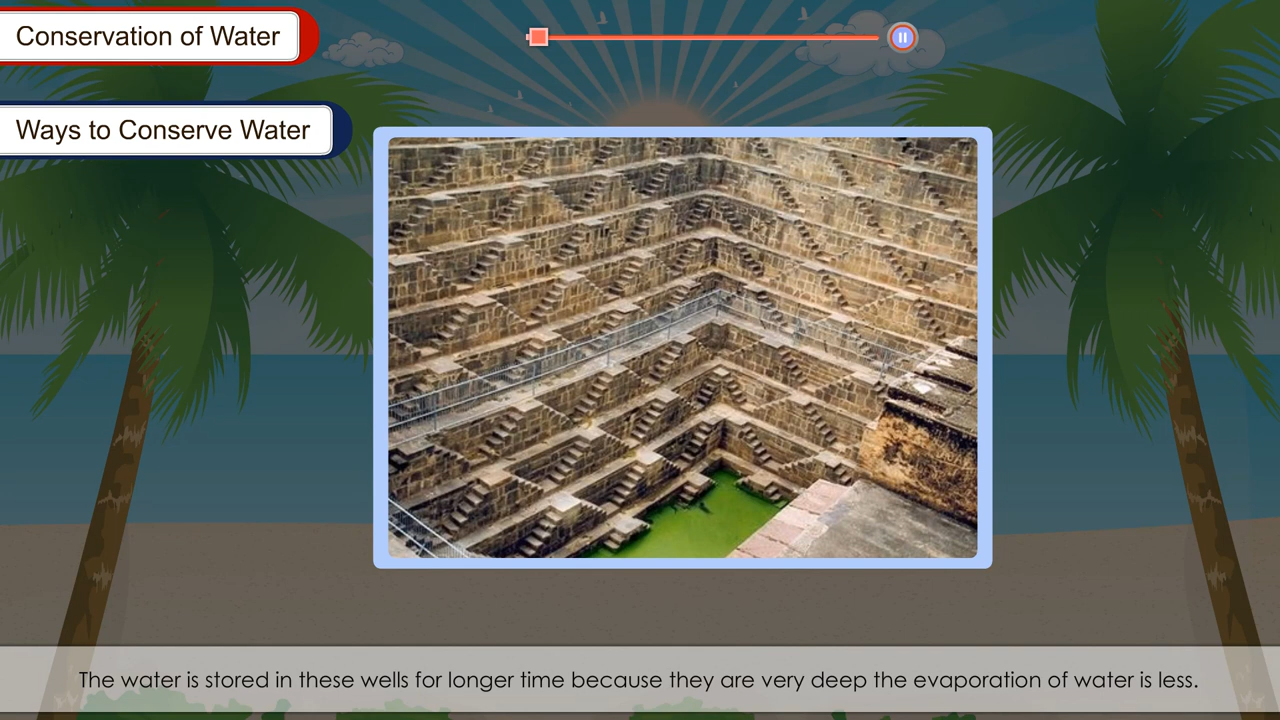 Conservation of Water
Ways to Conserve Water
The water is stored in these wells for longer time because they are very deep the evaporation of water is less.